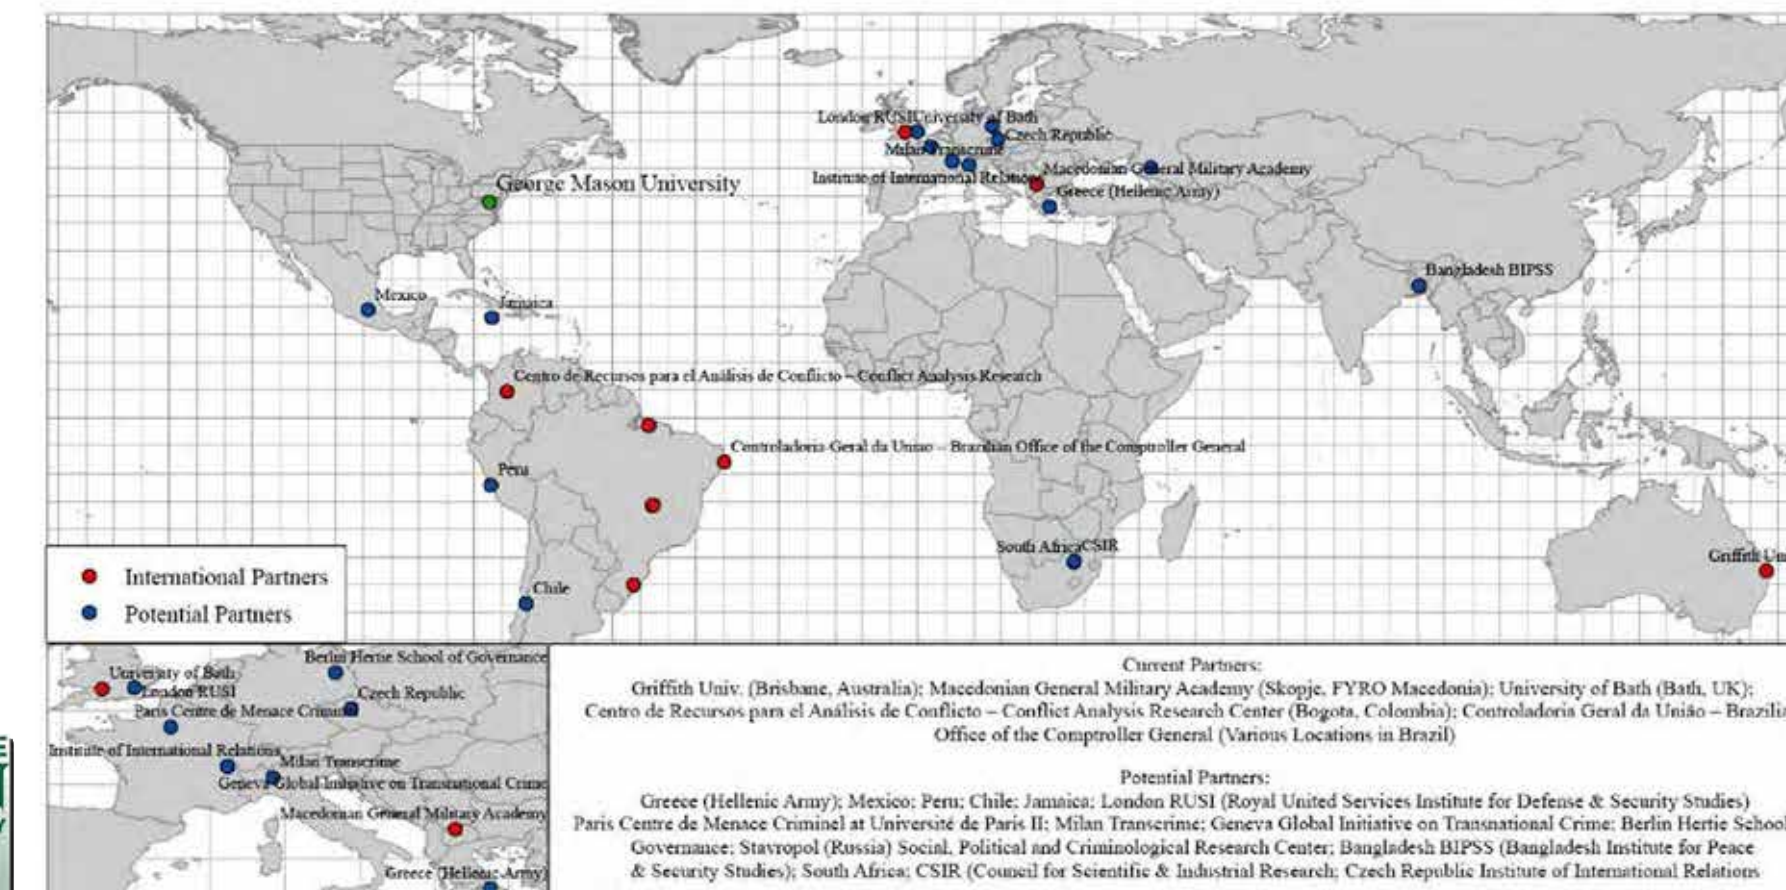 London RUSI University of Bath
Czech Republic
Milan Transcrime
Institute of International Relations
Macedonian General Military Academy
Greece (Hellenic Army)
George Mason University
Bangladesh BIPSS
Mexico
Jamaica
Centro de Recursos para el Análisis de Conflicto – Conflict Analysis Research
Controladoria-Geral da Uniao – Brazilian Office of the Comptroller General
Peru
South Africa CSIR
Griffith Un
Chile
International Partners
Potential Partners
Berlin Hertie School of Governance
University of Bath
London RUSI
Czech Republic
Paris Centre de Menace Criminel
Institute of International Relations
Milan Transcrime
Geneva Global Initiative on Transnational Crime
Macedonian General Military Academy
Greece (Hellenic Army)
Current Partners:
Griffith Univ. (Brisbane, Australia); Macedonian General Military Academy (Skopje, FYRO Macedonia); University of Bath (Bath, UK);
Centro de Recursos para el Análisis de Conflicto – Conflict Analysis Research Center (Bogota, Colombia); Controladoria Geral da União – Brazilia
Office of the Comptroller General (Various Locations in Brazil)
Potential Partners:
Greece (Hellenic Army); Mexico; Peru; Chile; Jamaica; London RUSI (Royal United Services Institute for Defense & Security Studies)
Paris Centre de Menace Criminel at Université de Paris II; Milan Transcrime; Geneva Global Initiative on Transnational Crime; Berlin Hertie School
Governance; Stavropol (Russia) Social, Political and Criminological Research Center; Bangladesh BIPSS (Bangladesh Institute for Peace
& Security Studies); South Africa; CSIR (Council for Scientific & Industrial Research; Czech Republic Institute of International Relations